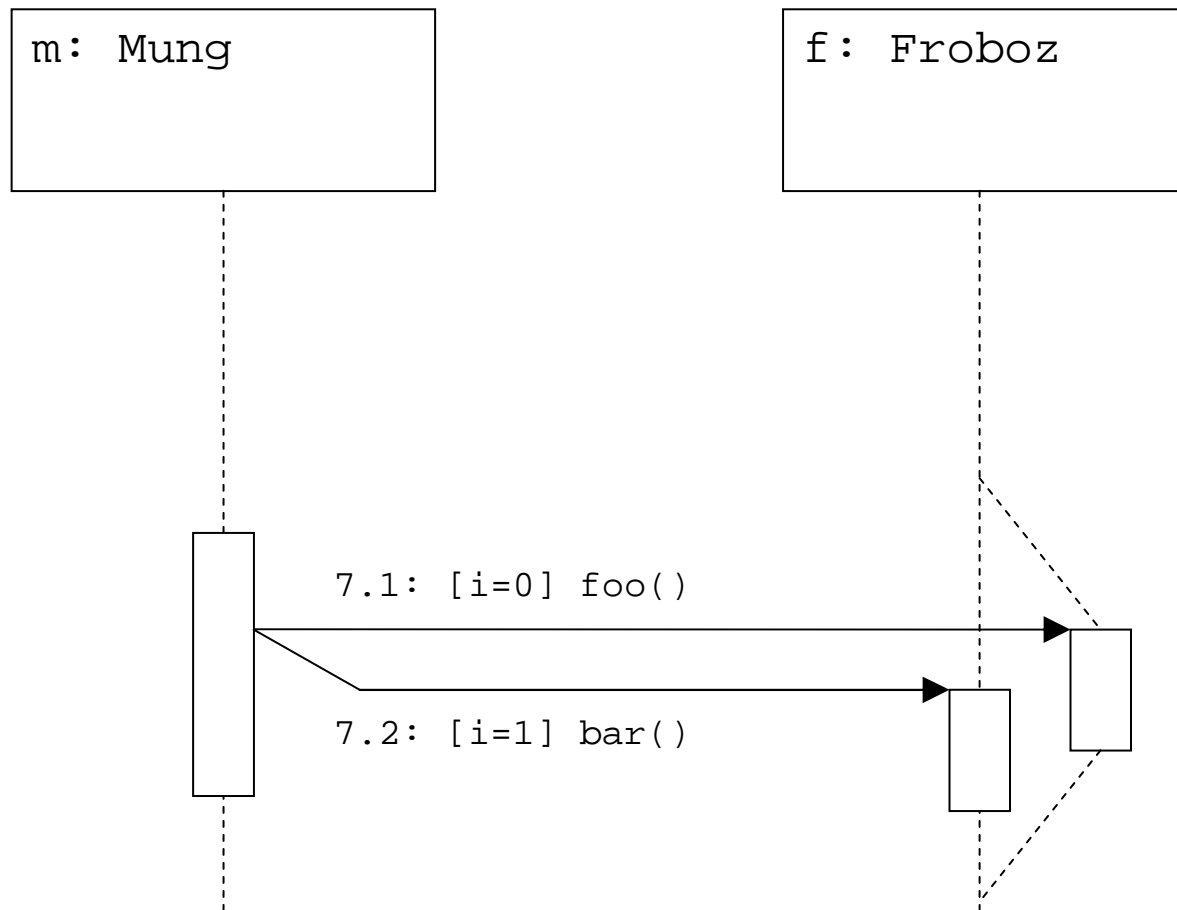 m: Mung
f: Froboz
7.1: [i=0] foo()
7.2: [i=1] bar()